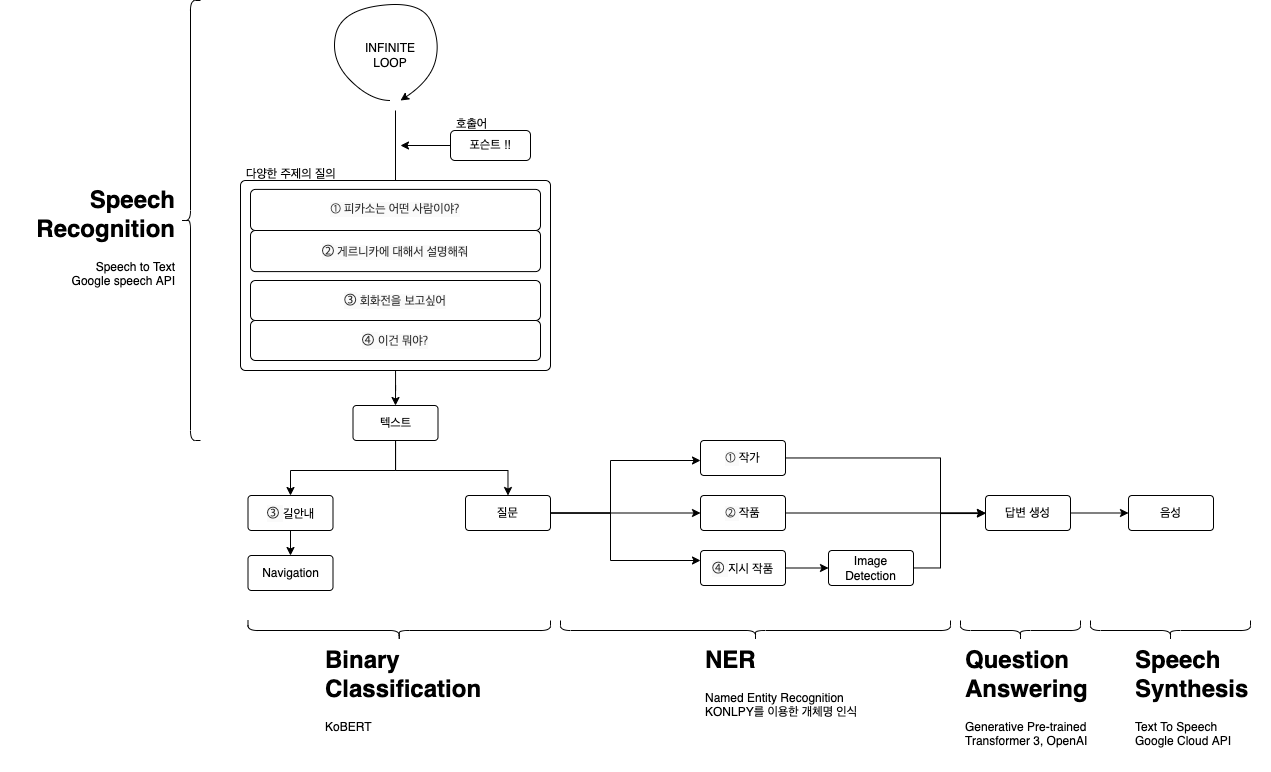 INFINITE
LOOP
호출어
포슨트 !!
다양한 주제의 질의
① 피카소는 어떤 사람이야?
② 게르니카에 대해서 설명해줘
③ 회화전을 보고싶어
④ 이건 뭐야?
Speech
Recognition
Speech to Text
Google speech API
텍스트
③ 길안내
Navigation
질문
① 작가
② 작품
④ 지시 작품
Image
Detection
답변 생성
음성
Binary
Classification
KoBERT
NER
Named Entity Recognition
KONLPY를 이용한 개체명 인식
Question
Answering
Generative Pre-trained
Transformer 3, OpenAI
Speech
Synthesis
Text To Speech
Google Cloud API